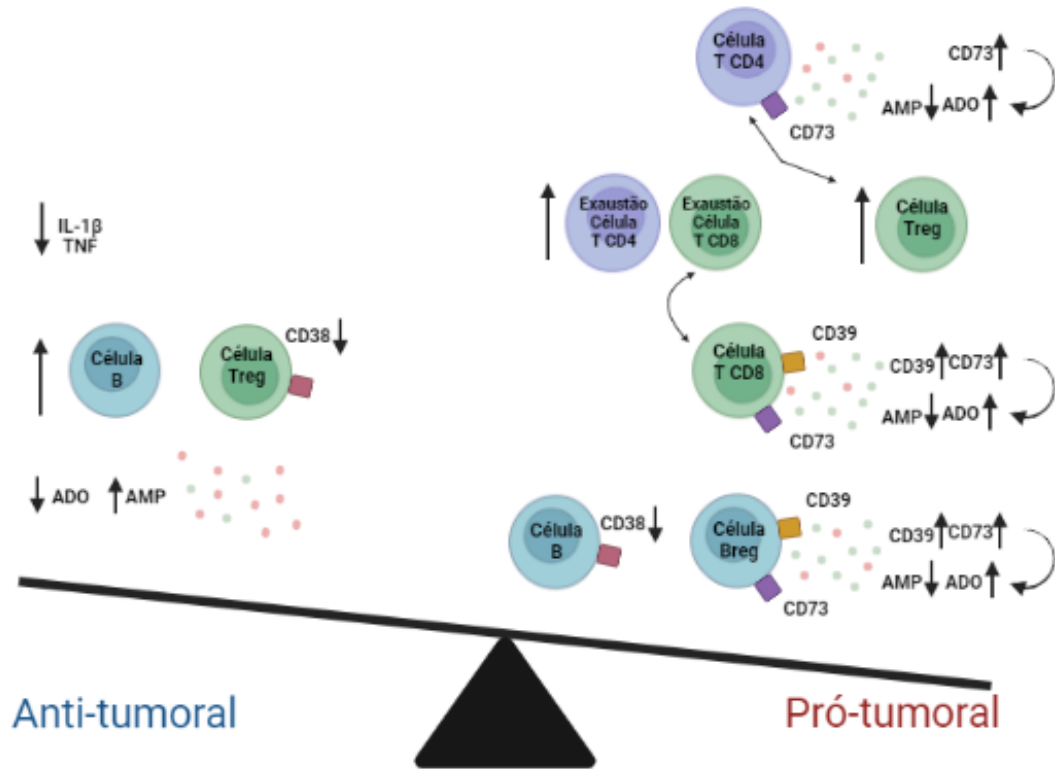 Célula
T CD4
CD73
CD73
AMP ADO
IL-1β
TNF
Exaustão
Célula
T CD4
Exaustão
Célula
T CD8
Célula
Treg
Célula
B
Célula
Treg
CD38
Célula
T CD8
CD39
CD73
CD39 CD73
AMP ADO
ADO AMP
Célula
B
CD38
Célula
Breg
CD39
CD73
CD39 CD73
AMP ADO
Anti-tumoral
Pró-tumoral